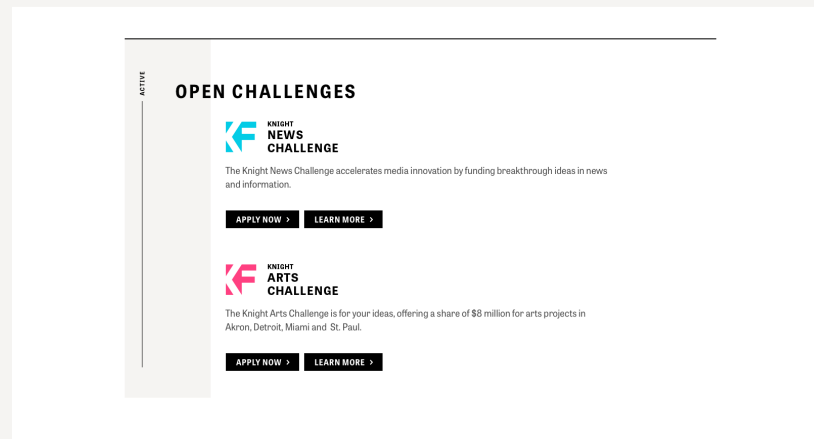 ACTIVE
OPEN CHALLENGES
KNIGHT
NEWS
CHALLENGE
The Knight News Challenge accelerates media innovation by funding breakthrough ideas in news
and information.
APPLY NOW › LEARN MORE ›
KNIGHT
ARTS
CHALLENGE
The Knight Arts Challenge is for your ideas, offering a share of $8 million for arts projects in
Akron, Detroit, Miami and St. Paul.
APPLY NOW › LEARN MORE ›